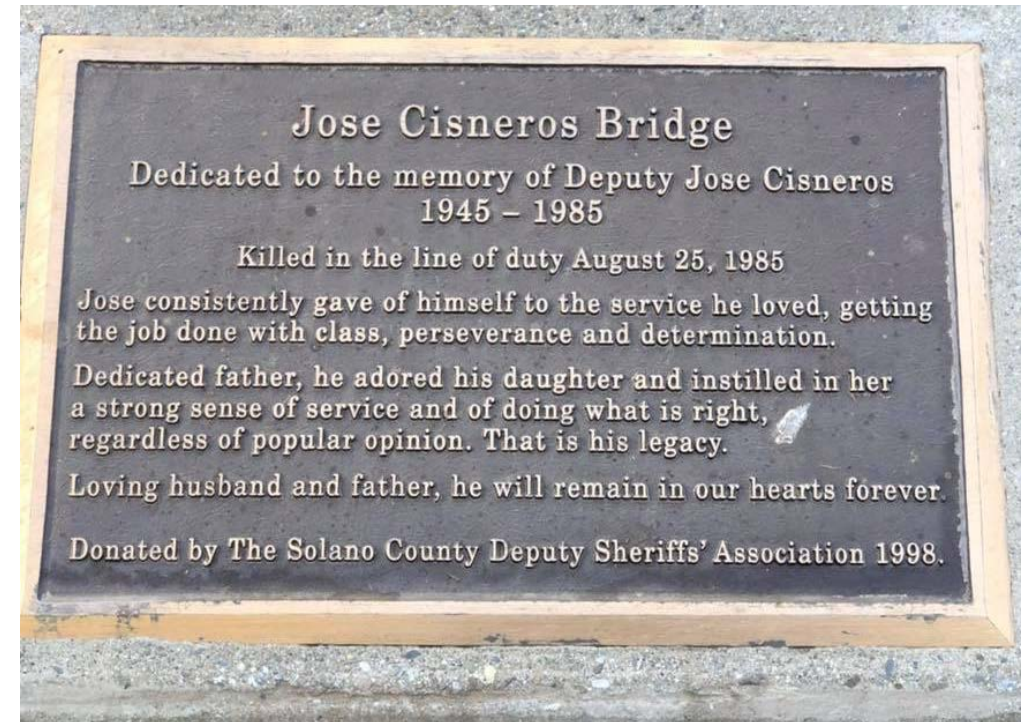 Jose Cisneros Bridge
Dedicated to the memory of Deputy Jose Cisneros
1945 – 1985
Killed in the line of duty August 25, 1985
Jose consistently gave of himself to the service he loved, getting
the job done with class, perseverance and determination.
Dedicated father, he adored his daughter and instilled in her
a strong sense of service and of doing what is right,
regardless of popular opinion. That is his legacy.
Loving husband and father, he will remain in our hearts forever.
Donated by The Solano County Deputy Sheriffs' Association 1998.